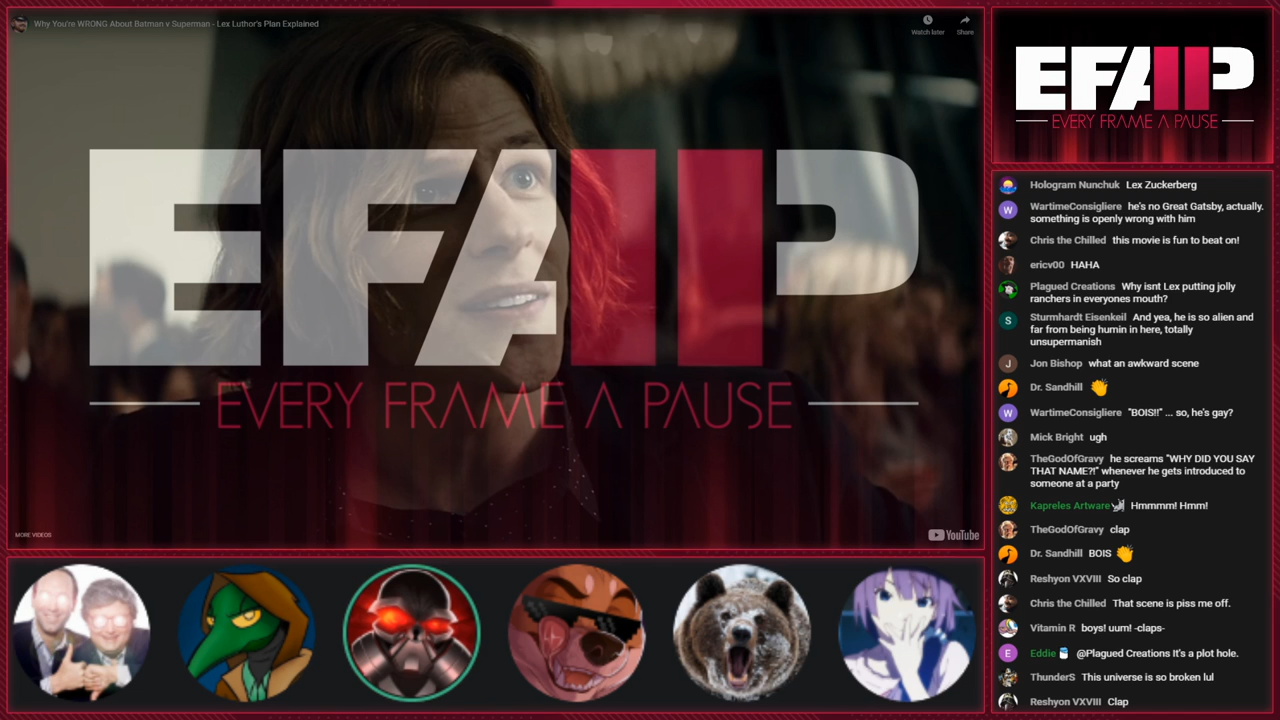 Why You're WRONG About Batman v Superman - Lex Luthor's Plan Explained
Watch later
Share
EFAP
EVERY FRAME A PAUSE
MORE VIDEOS
YouTube
EFAP
EVERY FRAME A PAUSE
Hologram Nunchuk Lex Zuckerberg
W
WartimeConsigliere he's no Great Gatsby, actually.
something is openly wrong with him
Chris the Chilled this movie is fun to beat on!
ericv00 HAHA
Plagued Creations Why isnt Lex putting jolly
ranchers in everyones mouth?
S
Sturmhardt Eisenkeil And yea, he is so alien and
far from being humin in here, totally
unsupermanish
J
Jon Bishop what an awkward scene
Dr. Sandhill 👏
W
WartimeConsigliere "BOIS!!" ... so, he's gay?
Mick Bright ugh
TheGodOfGravy he screams "WHY DID YOU SAY
THAT NAME?!" whenever he gets introduced to
someone at a party
Kapreles Artware Hmmmm! Hmm!
TheGodOfGravy clap
Dr. Sandhill BOIS 👏
Reshyon VXVIII So clap
Chris the Chilled That scene is piss me off.
Vitamin R boys! uum! -claps-
E
Eddie @Plagued Creations It's a plot hole.
ThunderS This universe is so broken lul
Reshyon VXVIII Clap